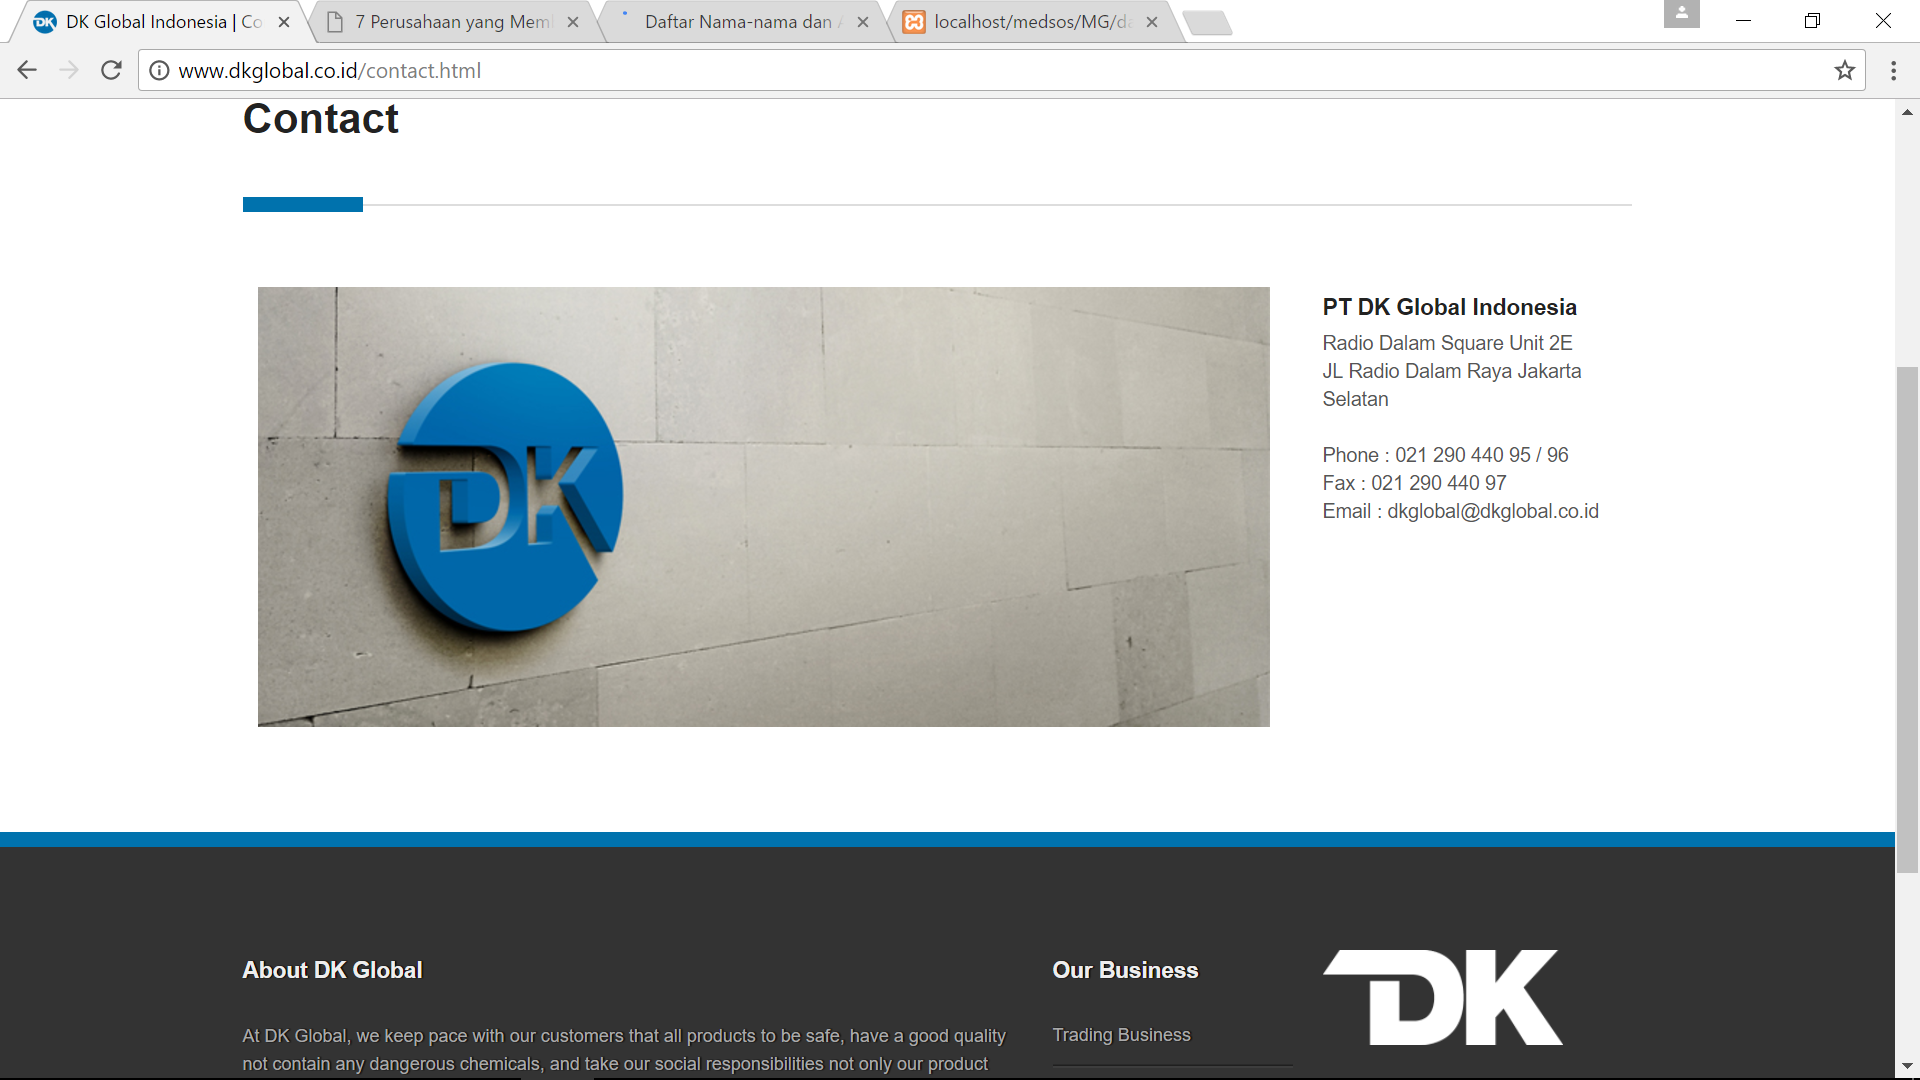 DK Global Indonesia | Co
7 Perusahaan yang Mem
Daftar Nama-nama dan
localhost/medsos/MG/da
www.dkglobal.co.id/contact.html
Contact
DK
PT DK Global Indonesia
Radio Dalam Square Unit 2E
JL Radio Dalam Raya Jakarta
Selatan
Phone : 021 290 440 95 / 96
Fax : 021 290 440 97
Email : dkglobal@dkglobal.co.id
About DK Global
Our Business
DK
At DK Global, we keep pace with our customers that all products to be safe, have a good quality
Trading Business
not contain any dangerous chemicals, and take our social responsibilities not only our product